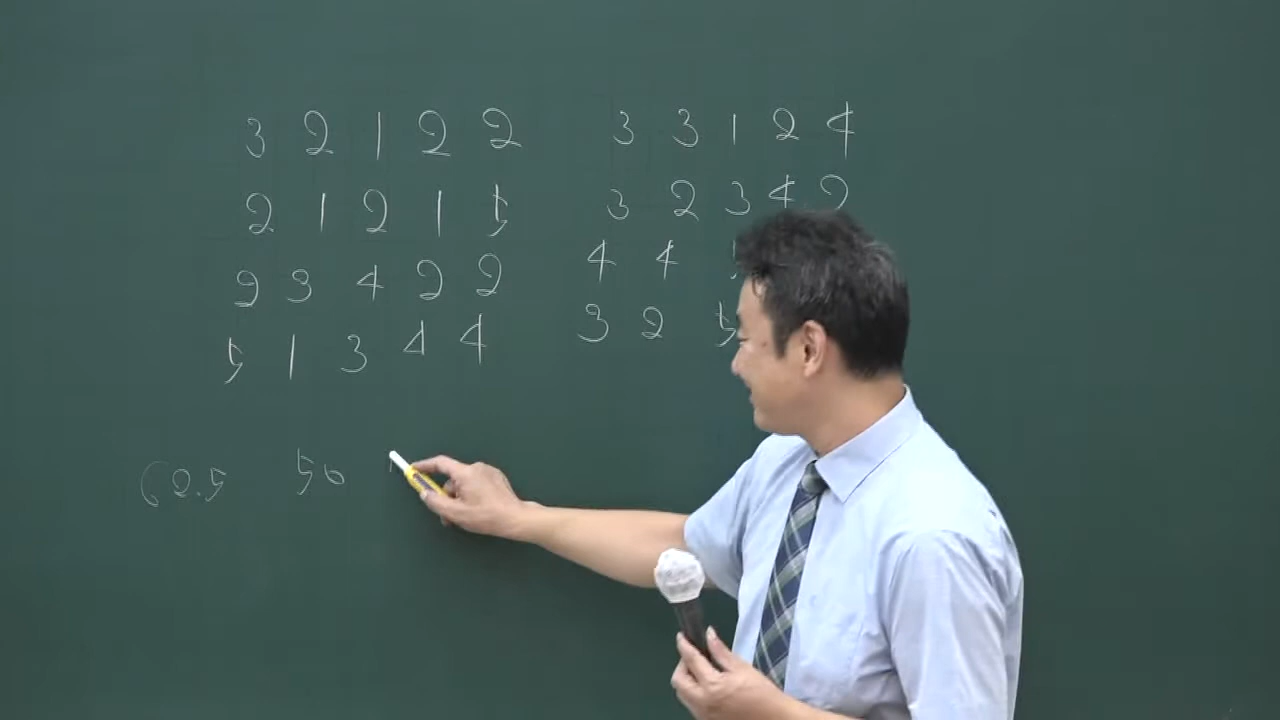 3 2 1 2 2 3 3 1 2 4
2 1 2 1 5 3 2 3 4 2
2 3 4 2 2 4 4
5 1 3 4 4 3 2 5
62.5 50